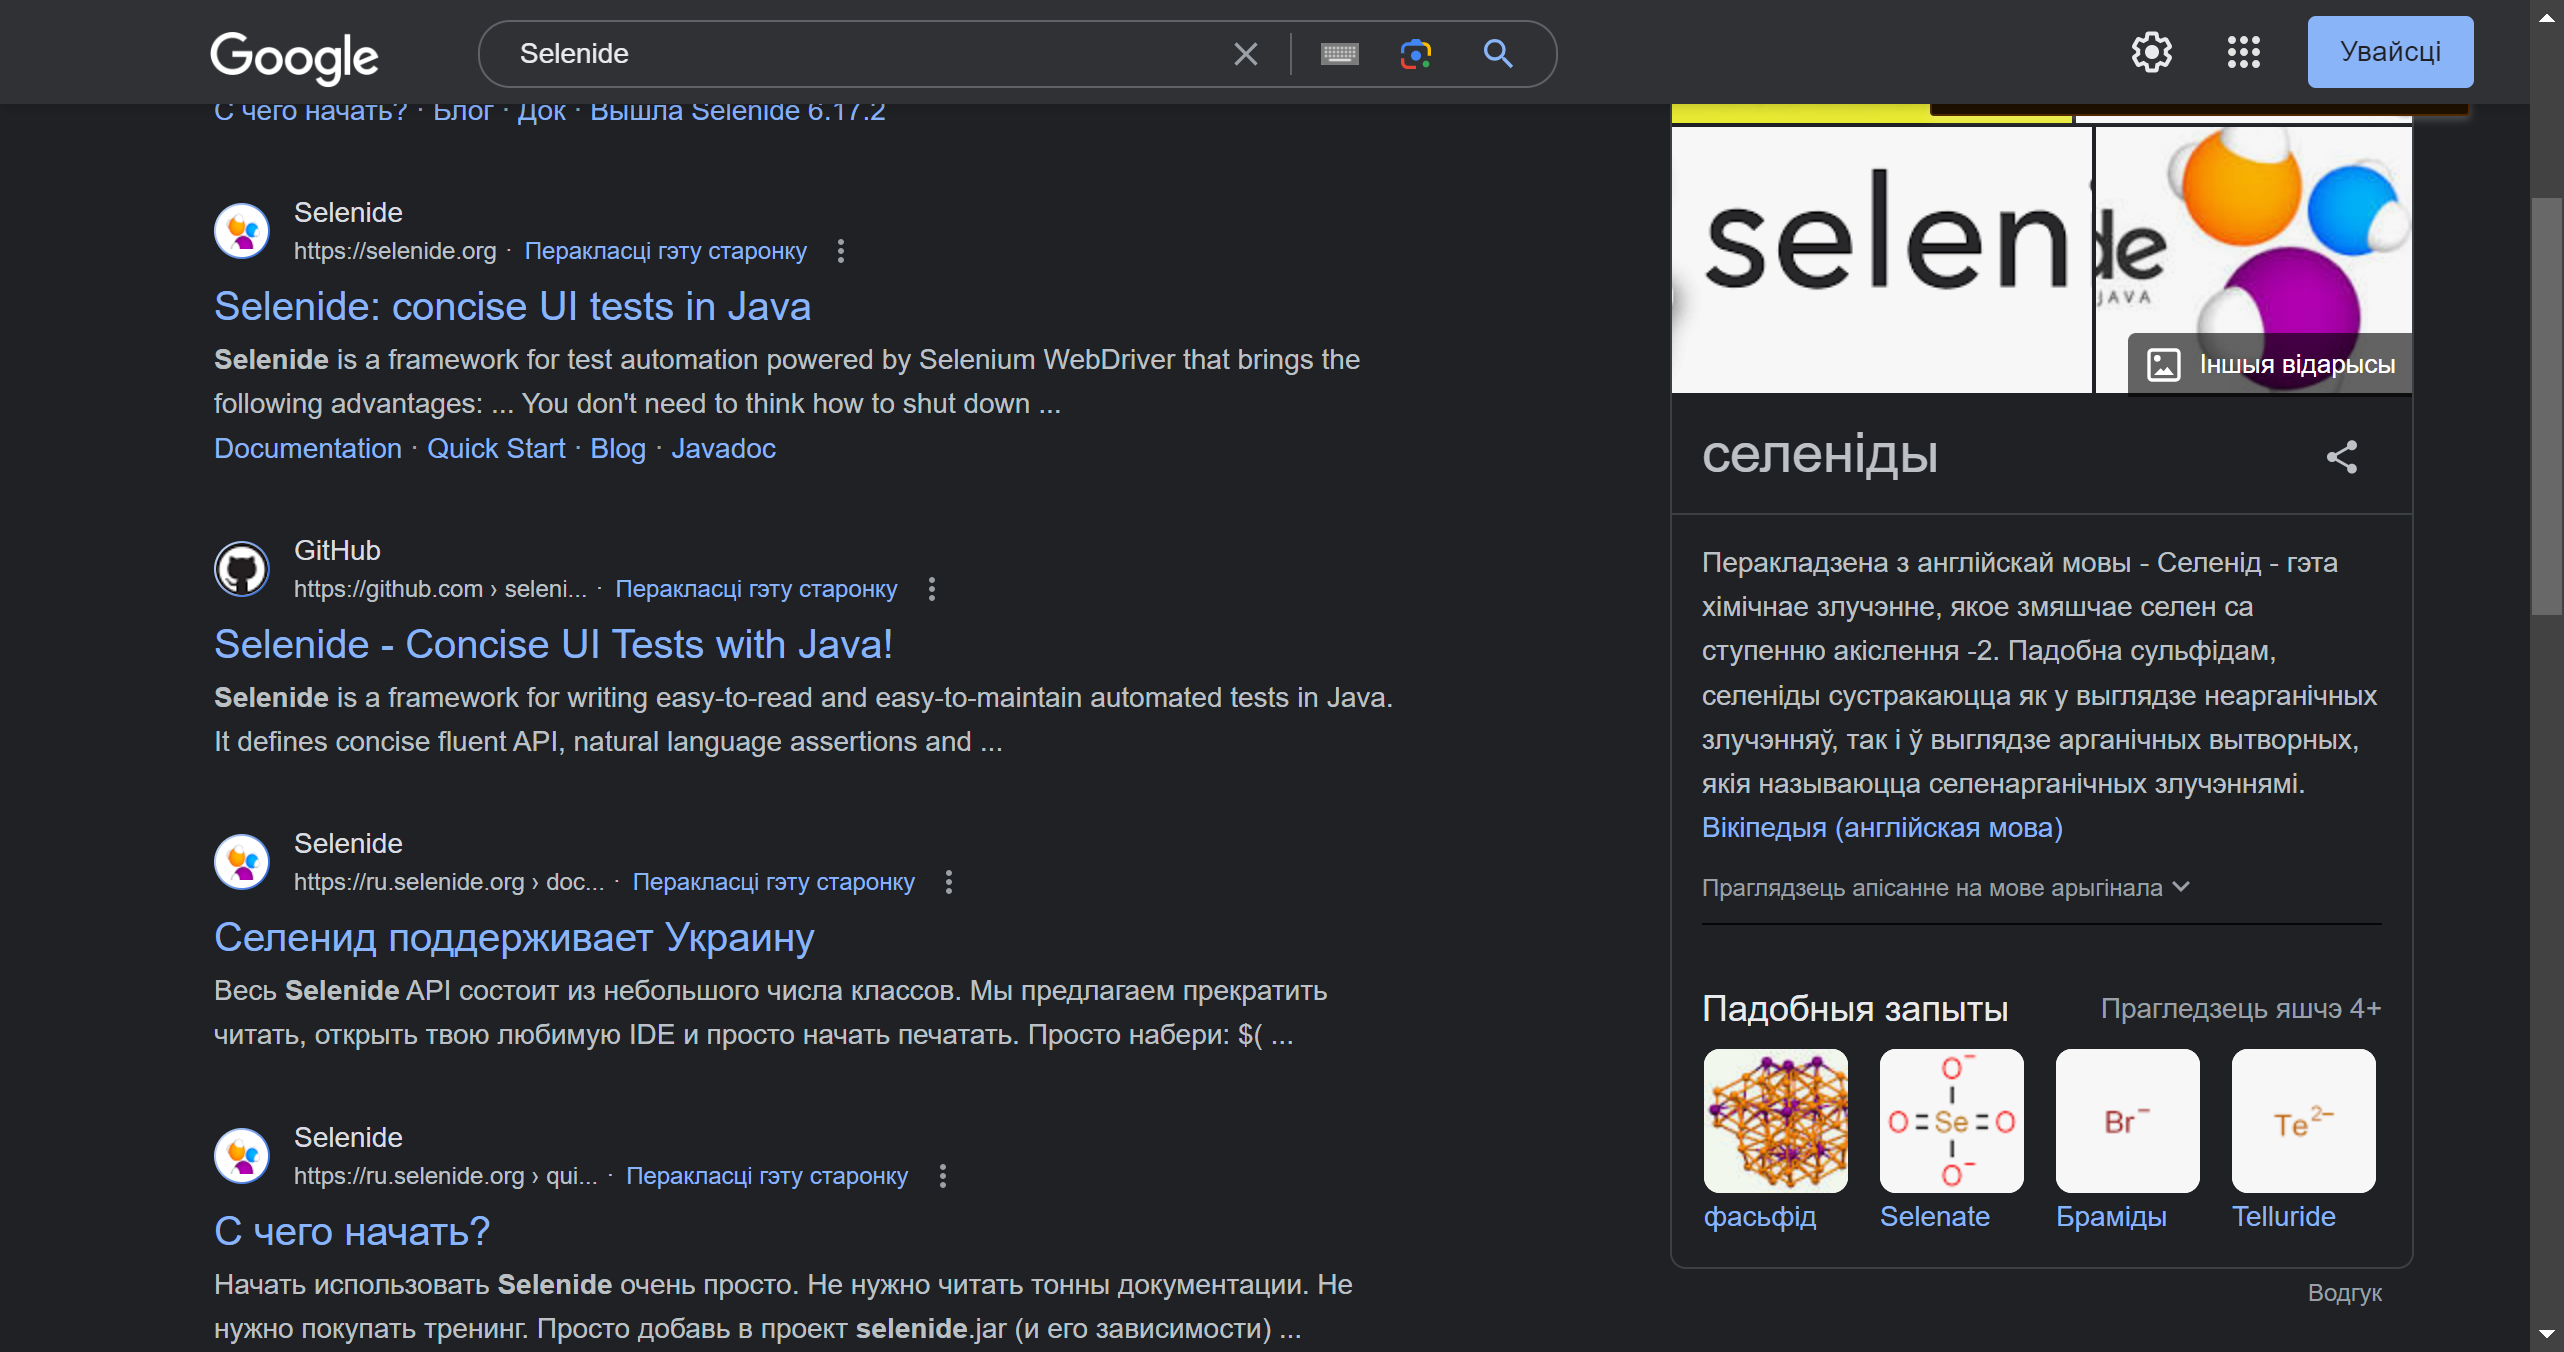 Google
Selenide
Увайсці
С чего начать? · Блог · Док · Вышла Selenide 6.17.2
Selenide
https://selenide.org · Перакласці гэту старонку
Selenide: concise UI tests in Java
Selenide is a framework for test automation powered by Selenium WebDriver that brings the
following advantages: ... You don't need to think how to shut down ...
Documentation · Quick Start · Blog · Javadoc
GitHub
https://github.com › seleni... · Перакласці гэту старонку
Selenide - Concise UI Tests with Java!
Selenide is a framework for writing easy-to-read and easy-to-maintain automated tests in Java.
It defines concise fluent API, natural language assertions and ...
Selenide
https://ru.selenide.org › doc... · Перакласці гэту старонку
Селенид поддерживает Украину
Весь Selenide API состоит из небольшого числа классов. Мы предлагаем прекратить
читать, открыть твою любимую IDE и просто начать печатать. Просто набери: $( ...
Selenide
https://ru.selenide.org › qui... · Перакласці гэту старонку
С чего начать?
Начать использовать Selenide очень просто. Не нужно читать тонны документации. Не
нужно покупать тренинг. Просто добавь в проект selenide.jar (и его зависимости) ...
selen
ide
JAVA
Іншыя відарысы
селеніды
Перакладзена з англійскай мовы - Селенід - гэта
хімічнае злучэнне, якое змяшчае селен са
ступенню акіслення -2. Падобна сульфідам,
селеніды сустракаюцца як у выглядзе неарганічных
злучэнняў, так і ў выглядзе арганічных вытворных,
якія называюцца селенарганічных злучэннямі.
Вікіпедыя (англійская мова)
Праглядзець апісанне на мове арыгінала
Падобныя запыты
Прагледзець яшчэ 4+
O⁻
O=Se=O
O⁻
Br⁻
Te²⁻
фасьфід
Selenate
Браміды
Telluride
Водгук